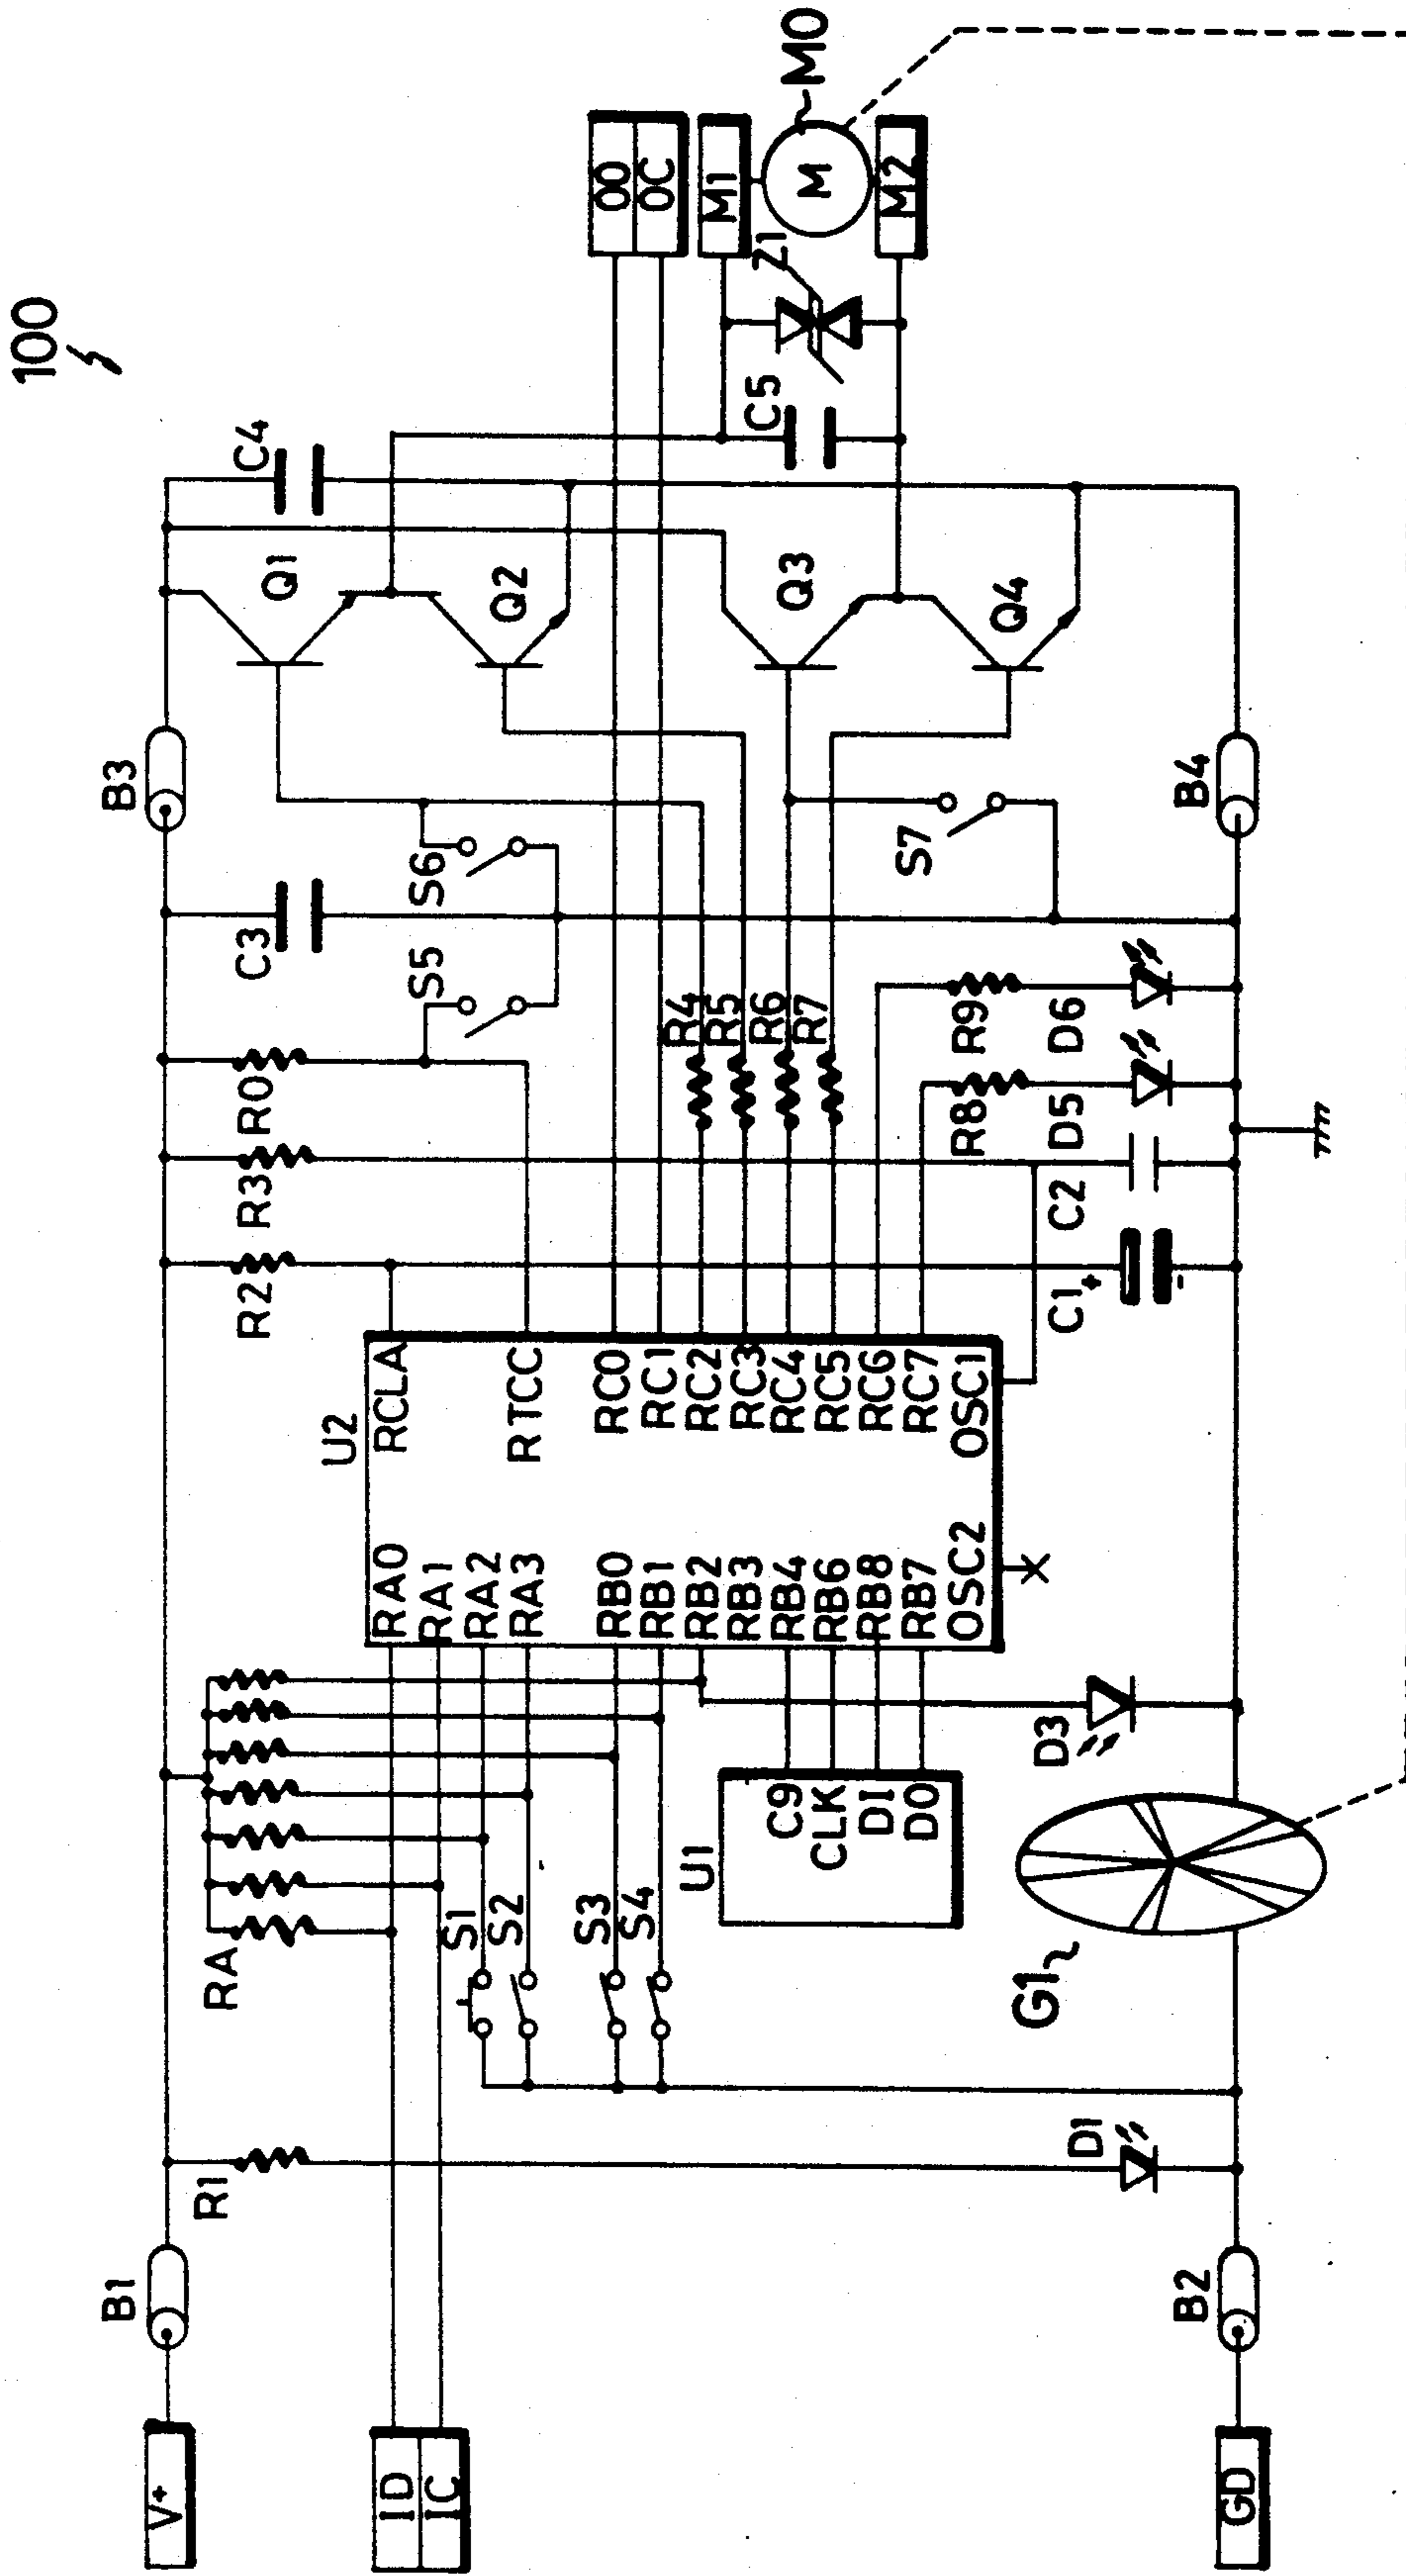 100
V+
B1
R1
RA
R2
R3
R0
C3
B3
C4
ID
IC
S1
S2
S3
S4
U2
RA0
RA1
RA2
RA3
RB0
RB1
RB2
RB3
RB4
RB6
RB8
RB7
OSC2
RCLA
RTCC
RC0
RC1
RC2
RC3
RC4
RC5
RC6
RC7
OSC1
U1
C9
CLK
DI
DO
S5
S6
S7
R4
R5
R6
R7
Q1
Q2
Q3
Q4
OO
OC
M1
M
M2
M0
Z1
C5
R8
R9
D5
D6
C1
+
-
C2
D3
G1
D1
GD
B2
B4